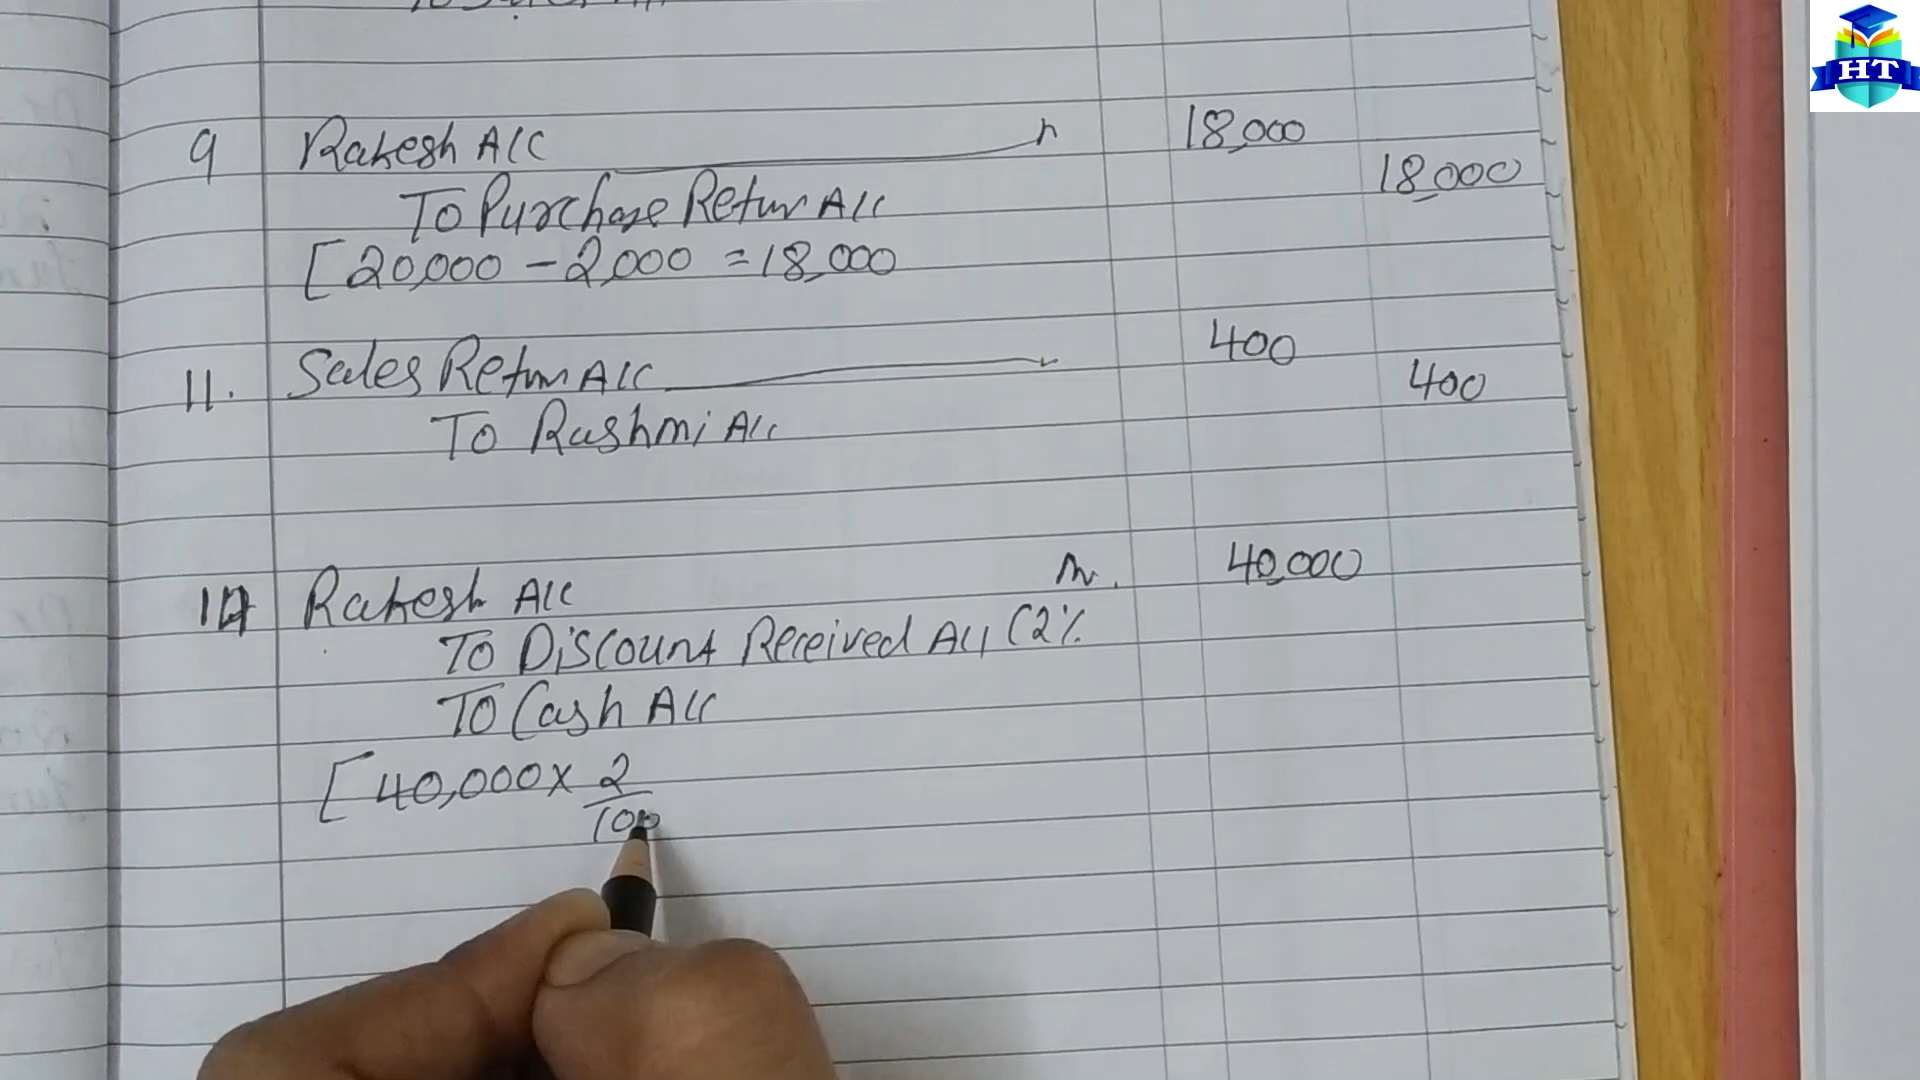 HT
9 Rakesh A/C Dr 18,000
To Purchase Return A/C 18,000
[20,000 - 2,000 = 18,000
11. Sales Return A/C Dr 400
To Rashmi A/C 400
Rakesh A/C Dr. 40,000
To Discount Received A/C (2%
To Cash A/C
[40,000 x 2/100